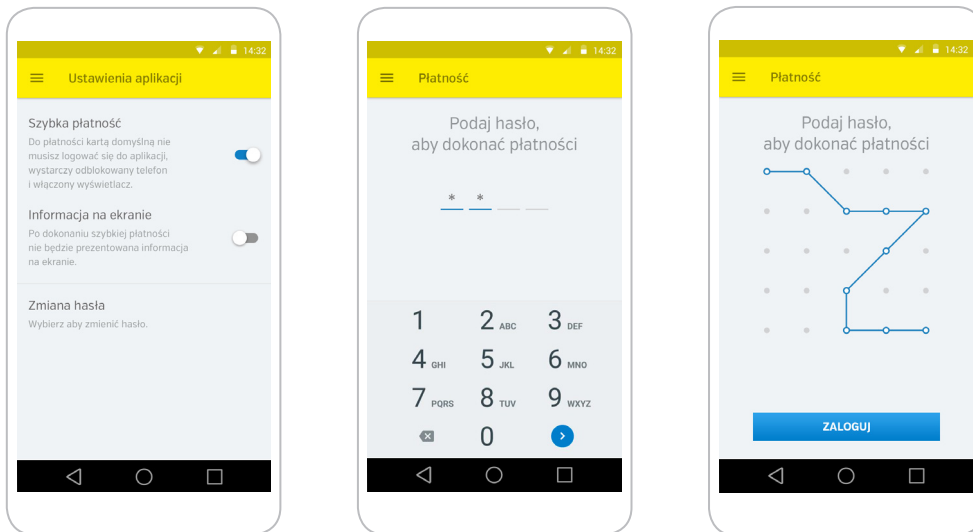 14:32
Ustawienia aplikacji
Szybka płatność
Do płatności kartą domyślną nie
musisz logować się do aplikacji,
wystarczy odblokowany telefon
i włączony wyświetlacz.
Informacja na ekranie
Po dokonaniu szybkiej płatności
nie będzie prezentowana informacja
na ekranie.
Zmiana hasła
Wybierz aby zmienić hasło.
14:32
Płatność
Podaj hasło,
aby dokonać płatności
* *
1 2 ABC 3 DEF
4 GHI 5 JKL 6 MNO
7 PQRS 8 TUV 9 WXYZ
0
14:32
Płatność
Podaj hasło,
aby dokonać płatności
ZALOGUJ